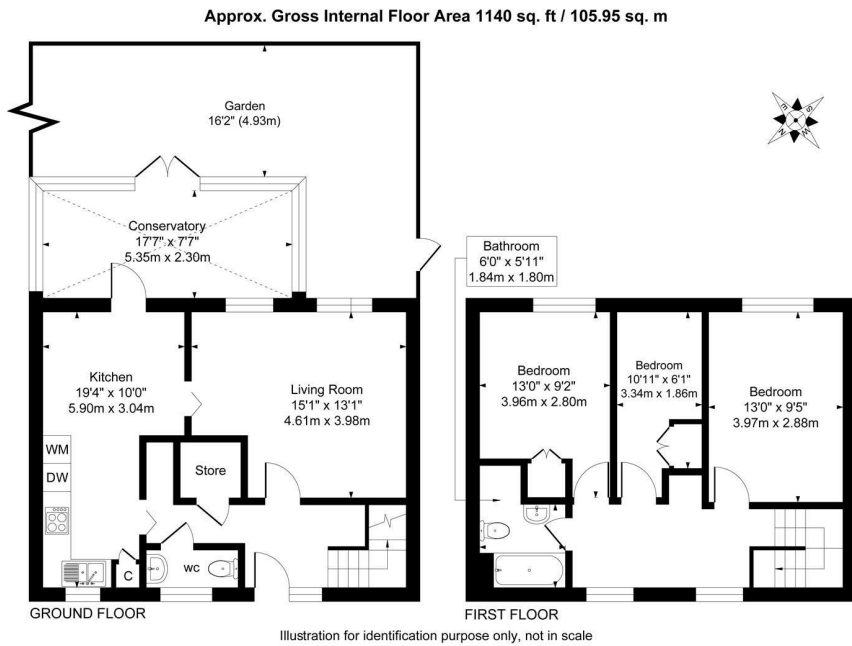 Approx. Gross Internal Floor Area 1140 sq. ft / 105.95 sq. m
Garden
16'2" (4.93m)
S
E
W
N
Conservatory
17'7" x 7'7"
5.35m x 2.30m
Bathroom
6'0" x 5'11"
1.84m x 1.80m
Kitchen
19'4" x 10'0"
5.90m x 3.04m
Living Room
15'1" x 13'1"
4.61m x 3.98m
Bedroom
13'0" x 9'2"
3.96m x 2.80m
Bedroom
10'11" x 6'1"
3.34m x 1.86m
Bedroom
13'0" x 9'5"
3.97m x 2.88m
WM
DW
Store
C
wc
GROUND FLOOR
FIRST FLOOR
Illustration for identification purpose only, not in scale